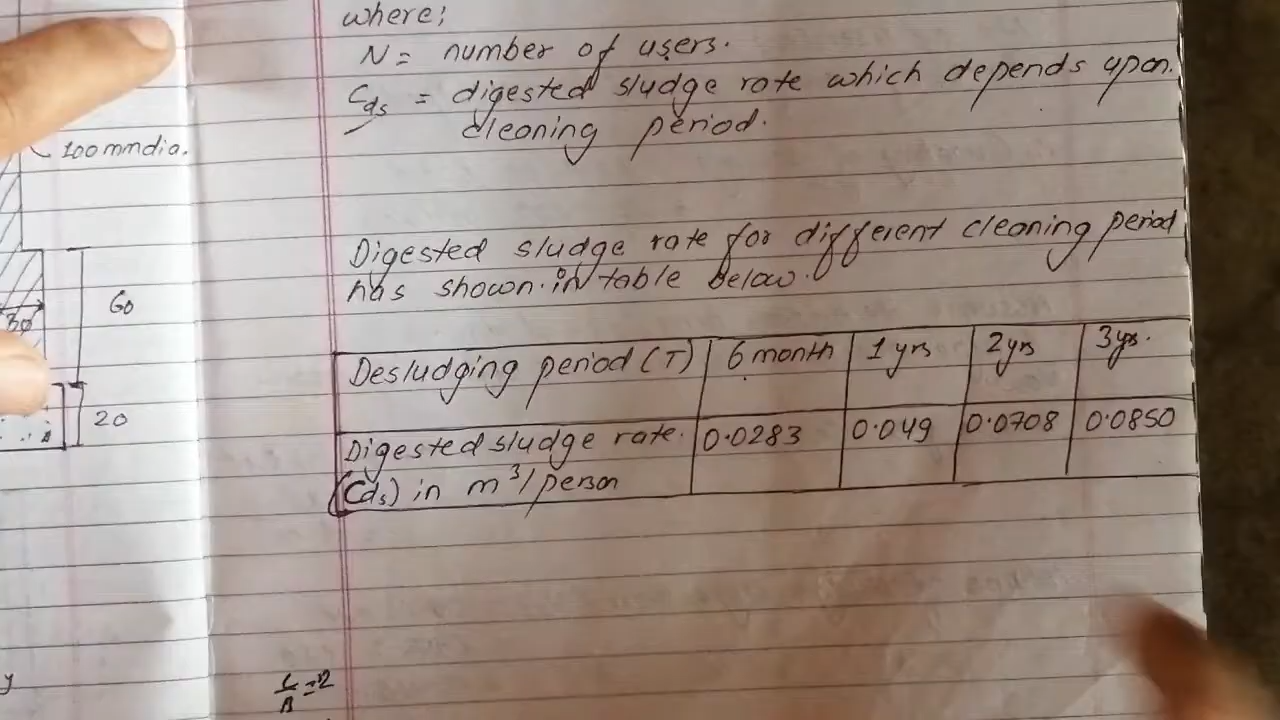 where;
N = number of users.
Cds = digested sludge rate which depends upon.
cleaning period.
100 mm dia.
Digested sludge rate for different cleaning period
has shown in table below.
60
30
20
Desludging period (T) 6 month 1 yrs 2 yrs 3 yrs.
Digested sludge rate. 0.0283 0.049 0.0708 0.0850
(Cds) in m³/person
L/B = 2
y